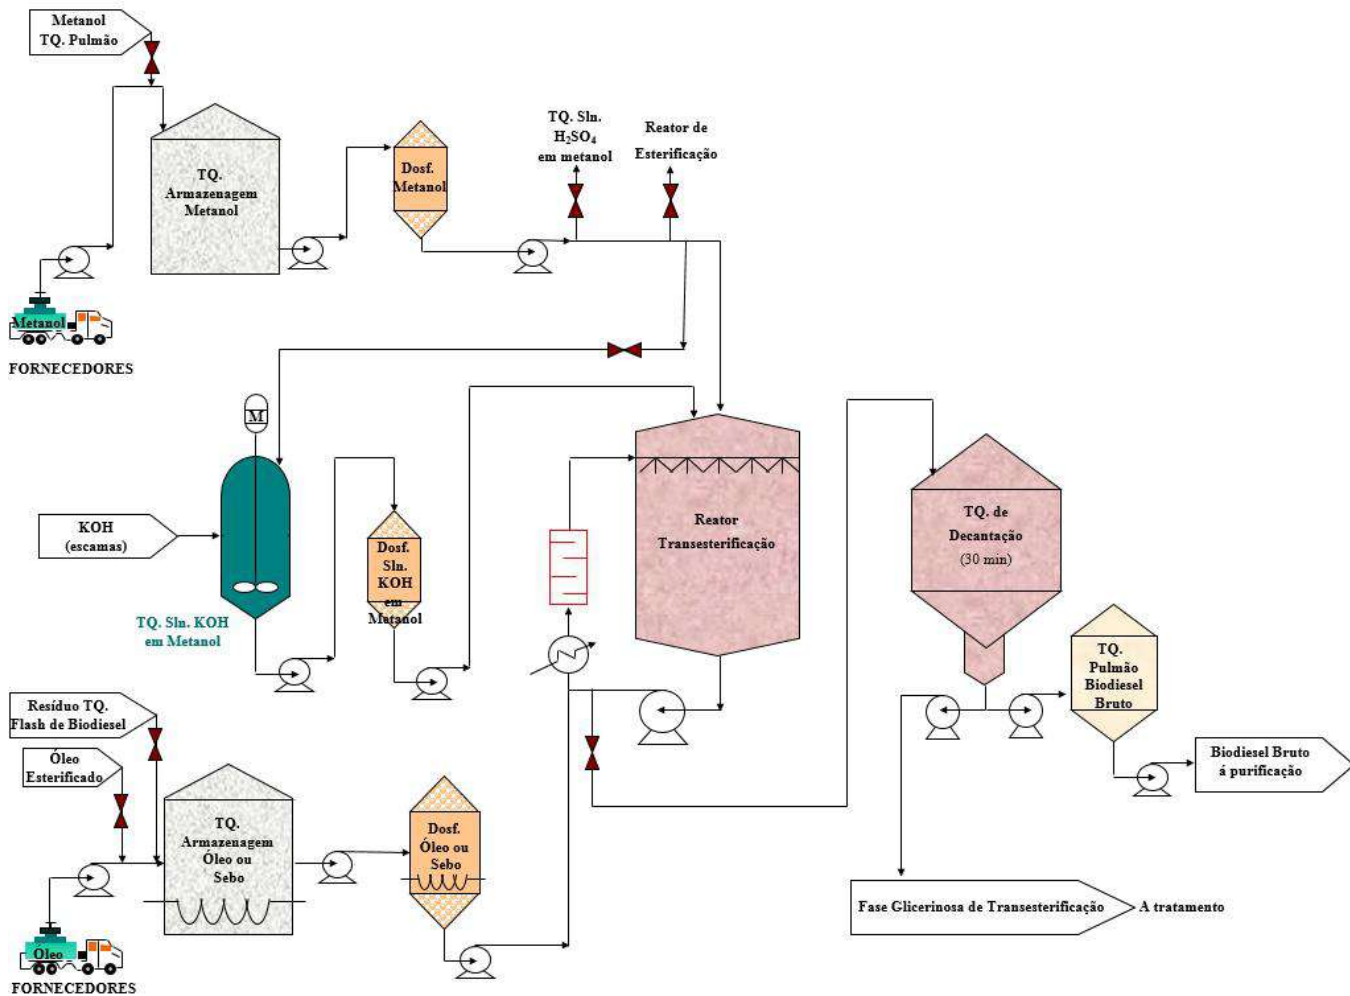 Metanol
TQ. Pulmão
TQ.
Armazenagem
Metanol
Dosf.
Metanol
TQ. Sln.
H₂SO₄
em metanol
Reator de
Esterificação
Metanol
FORNECEDORES
M
KOH
(escamas)
TQ. Sln. KOH
em Metanol
Dosf.
Sln.
KOH
em
Metanol
Reator
Transesterificação
TQ. de
Decantação
(30 min)
TQ.
Pulmão
Biodiesel
Bruto
Biodiesel Bruto
á purificação
Resíduo TQ.
Flash de Biodiesel
Óleo
Esterificado
TQ.
Armazenagem
Óleo ou
Sebo
Dosf.
Óleo ou
Sebo
Fase Glicerinosa de Transesterificação
A tratamento
Óleo
FORNECEDORES